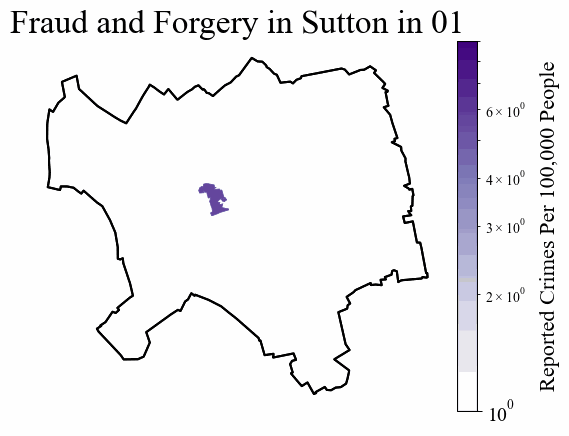 Fraud and Forgery in Sutton in 01
6 × 10⁰
4 × 10⁰
3 × 10⁰
2 × 10⁰
10⁰
Reported Crimes Per 100,000 People